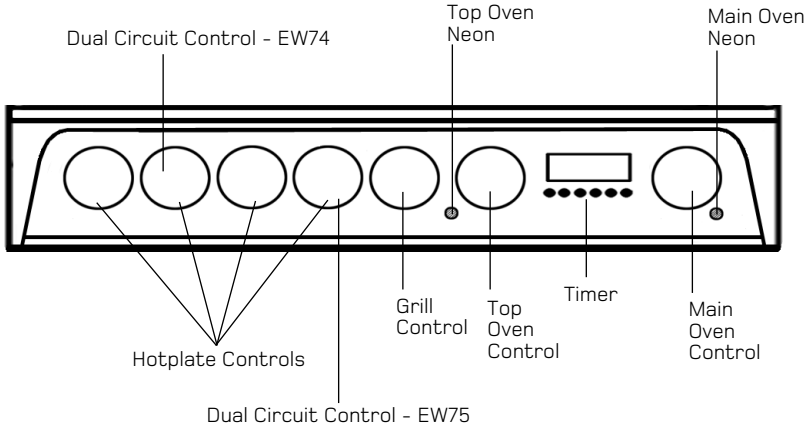 Top Oven
Neon
Main Oven
Neon
Dual Circuit Control - EW74
Grill
Control
Top
Oven
Control
Timer
Main
Oven
Control
Hotplate Controls
Dual Circuit Control - EW75